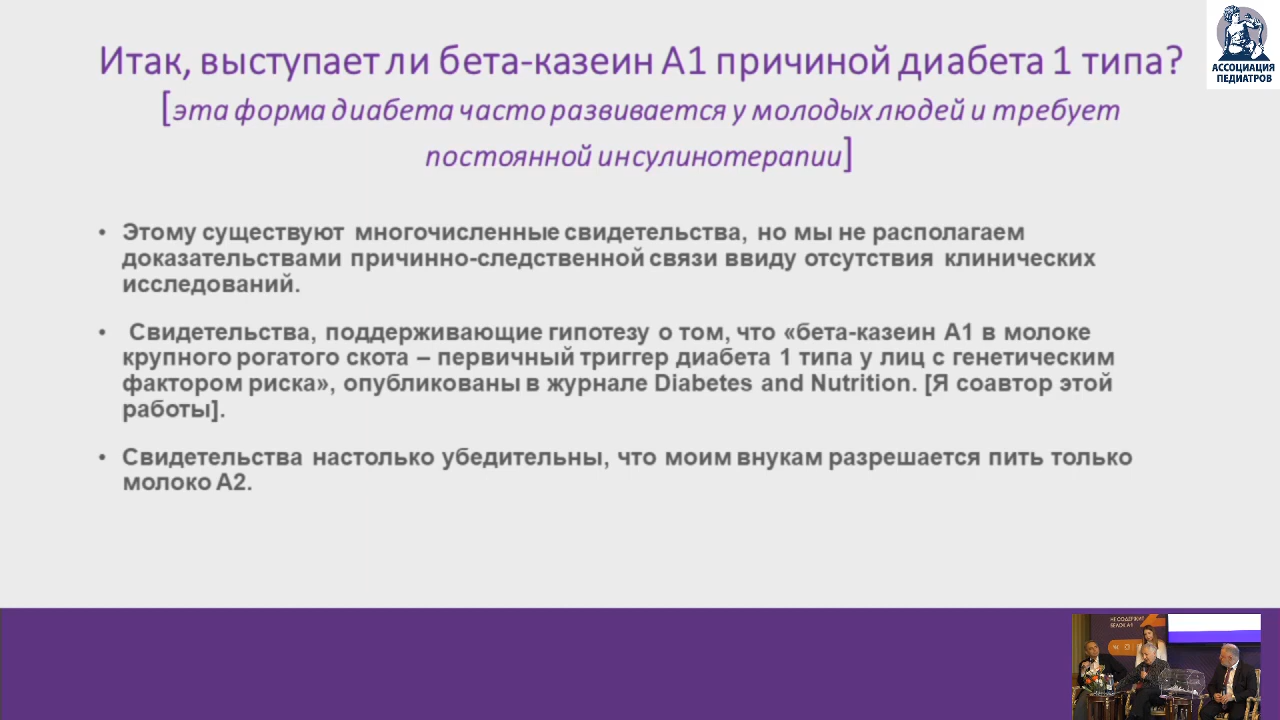 Итак, выступает ли бета-казеин А1 причиной диабета 1 типа?
[эта форма диабета часто развивается у молодых людей и требует
постоянной инсулинотерапии]
АССОЦИАЦИЯ
ПЕДИАТРОВ
• Этому существуют многочисленные свидетельства, но мы не располагаем
доказательствами причинно-следственной связи ввиду отсутствия клинических
исследований.
• Свидетельства, поддерживающие гипотезу о том, что «бета-казеин А1 в молоке
крупного рогатого скота – первичный триггер диабета 1 типа у лиц с генетическим
фактором риска», опубликованы в журнале Diabetes and Nutrition. [Я соавтор этой
работы].
• Свидетельства настолько убедительны, что моим внукам разрешается пить только
молоко А2.
НЕ СОДЕРЖИТ
БЕЛОК А1